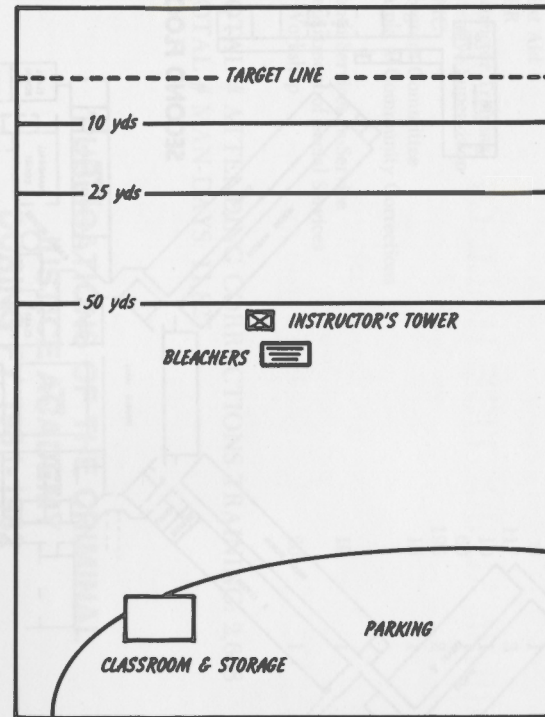 TARGET LINE
10 yds
25 yds
50 yds
INSTRUCTOR'S TOWER
BLEACHERS
PARKING
CLASSROOM & STORAGE